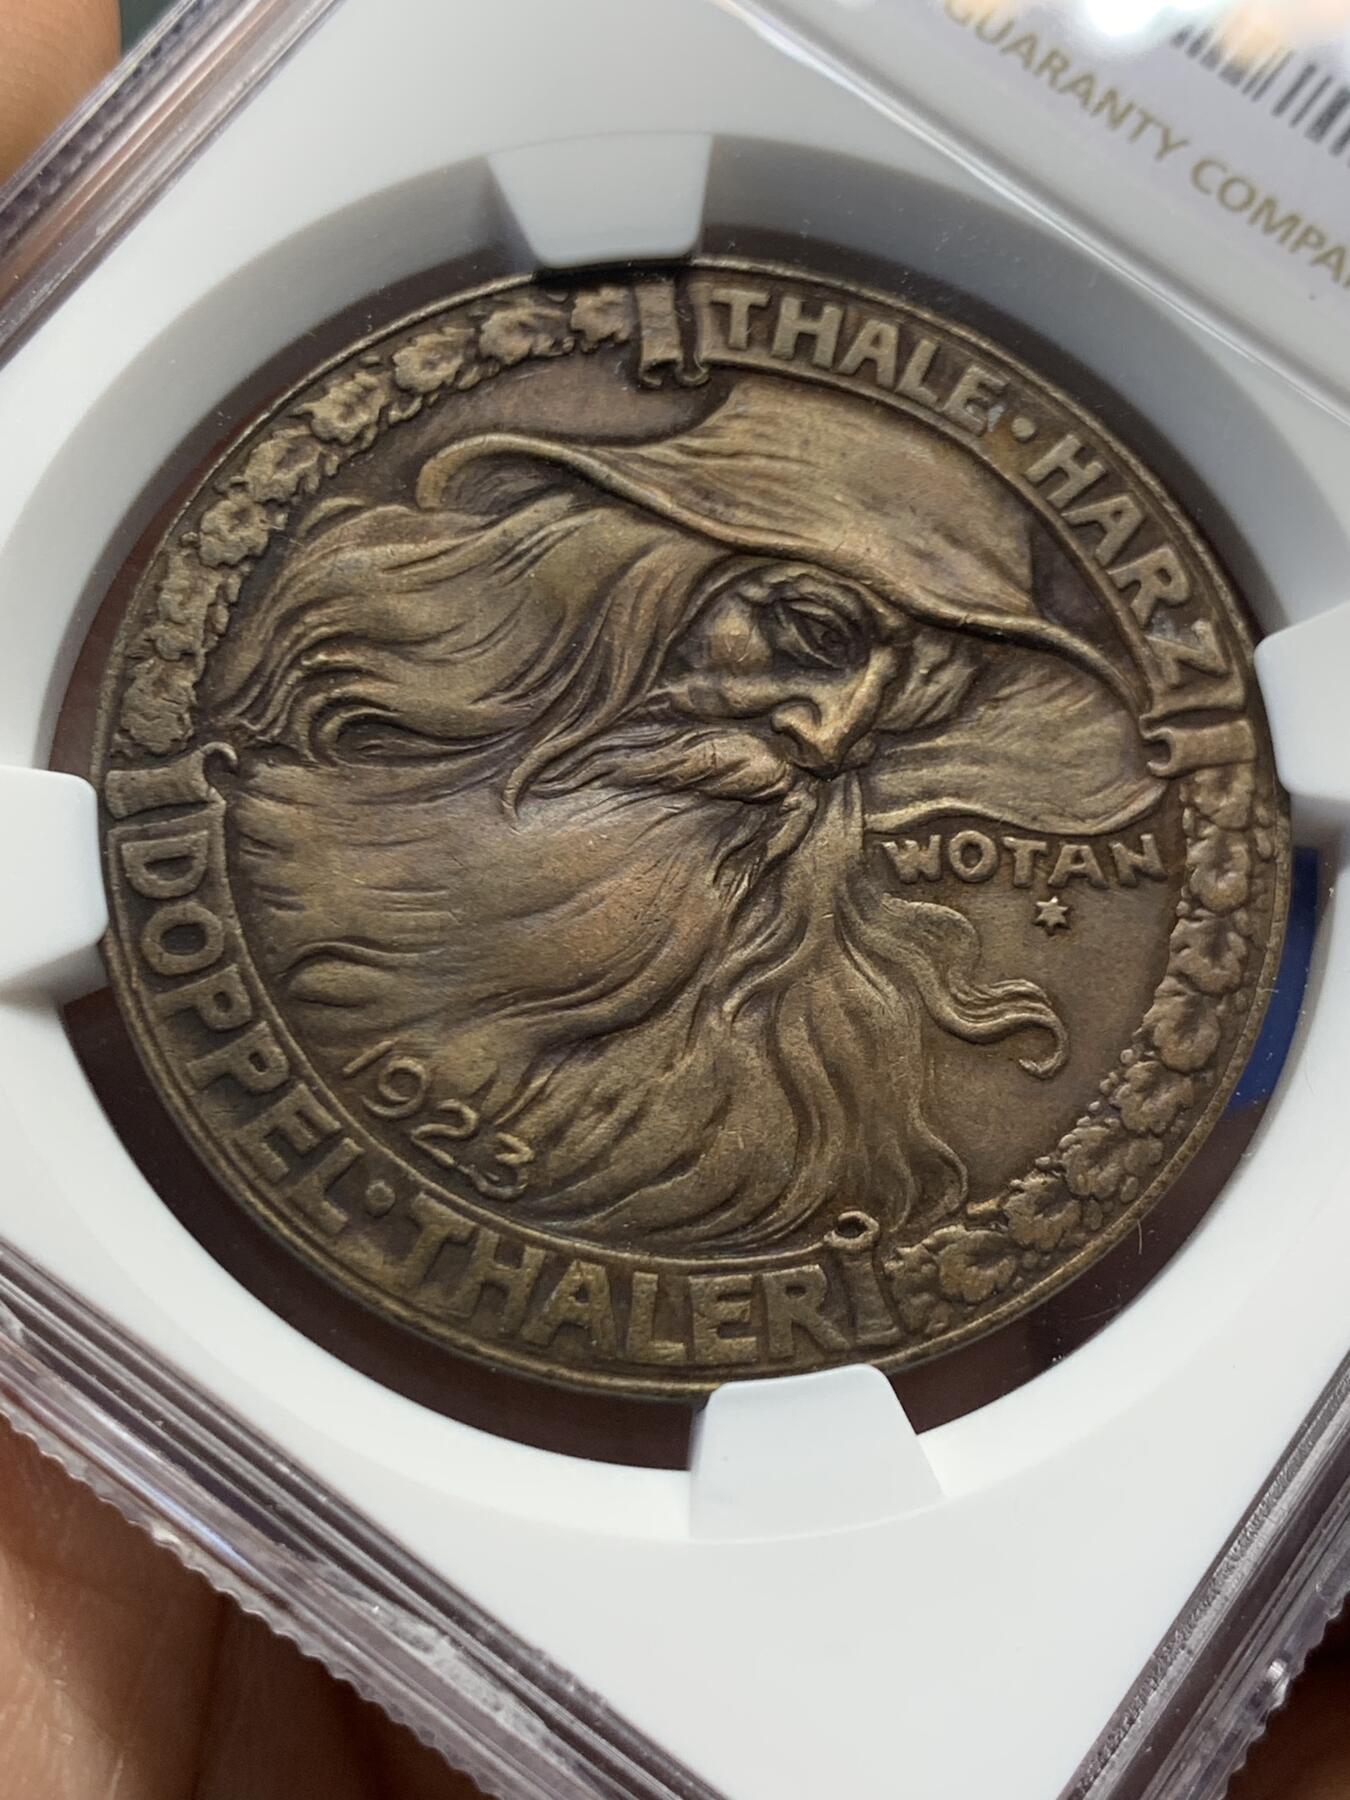 GUARANTY COMPA
THALE · HARZ
WOTAN
1923
DOPPEL · THALER